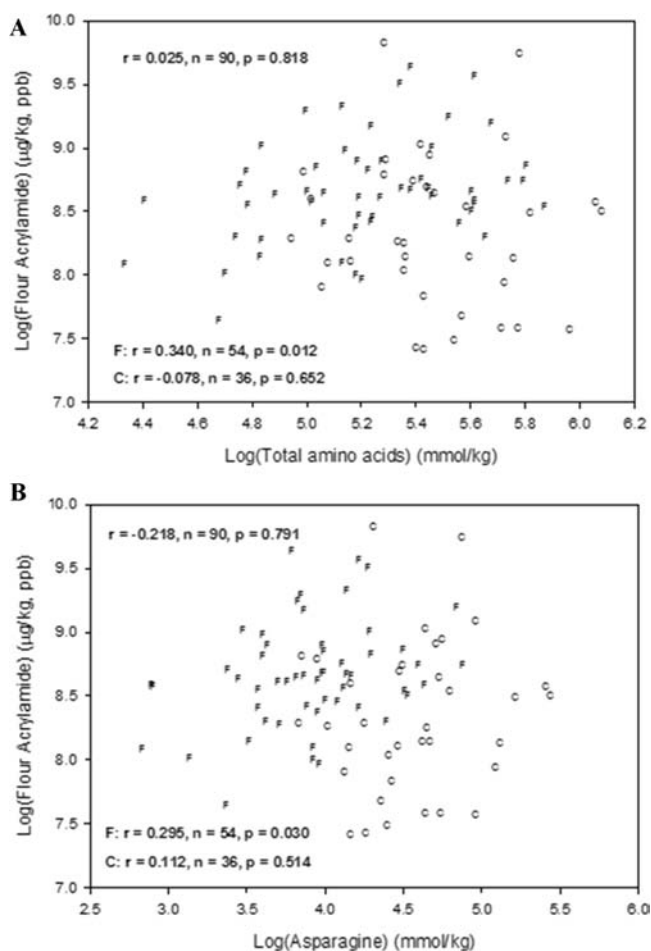 A
r = 0.025, n = 90, p = 0.818
F: r = 0.340, n = 54, p = 0.012
C: r = -0.078, n = 36, p = 0.652
Log(Flour Acrylamide) (µg/kg, ppb)
10.0
9.5
9.0
8.5
8.0
7.5
7.0
4.2 4.4 4.6 4.8 5.0 5.2 5.4 5.6 5.8 6.0 6.2
Log(Total amino acids) (mmol/kg)
B
r = -0.218, n = 90, p = 0.791
F: r = 0.295, n = 54, p = 0.030
C: r = 0.112, n = 36, p = 0.514
Log(Flour Acrylamide) (µg/kg, ppb)
10.0
9.5
9.0
8.5
8.0
7.5
7.0
2.5 3.0 3.5 4.0 4.5 5.0 5.5 6.0
Log(Asparagine) (mmol/kg)